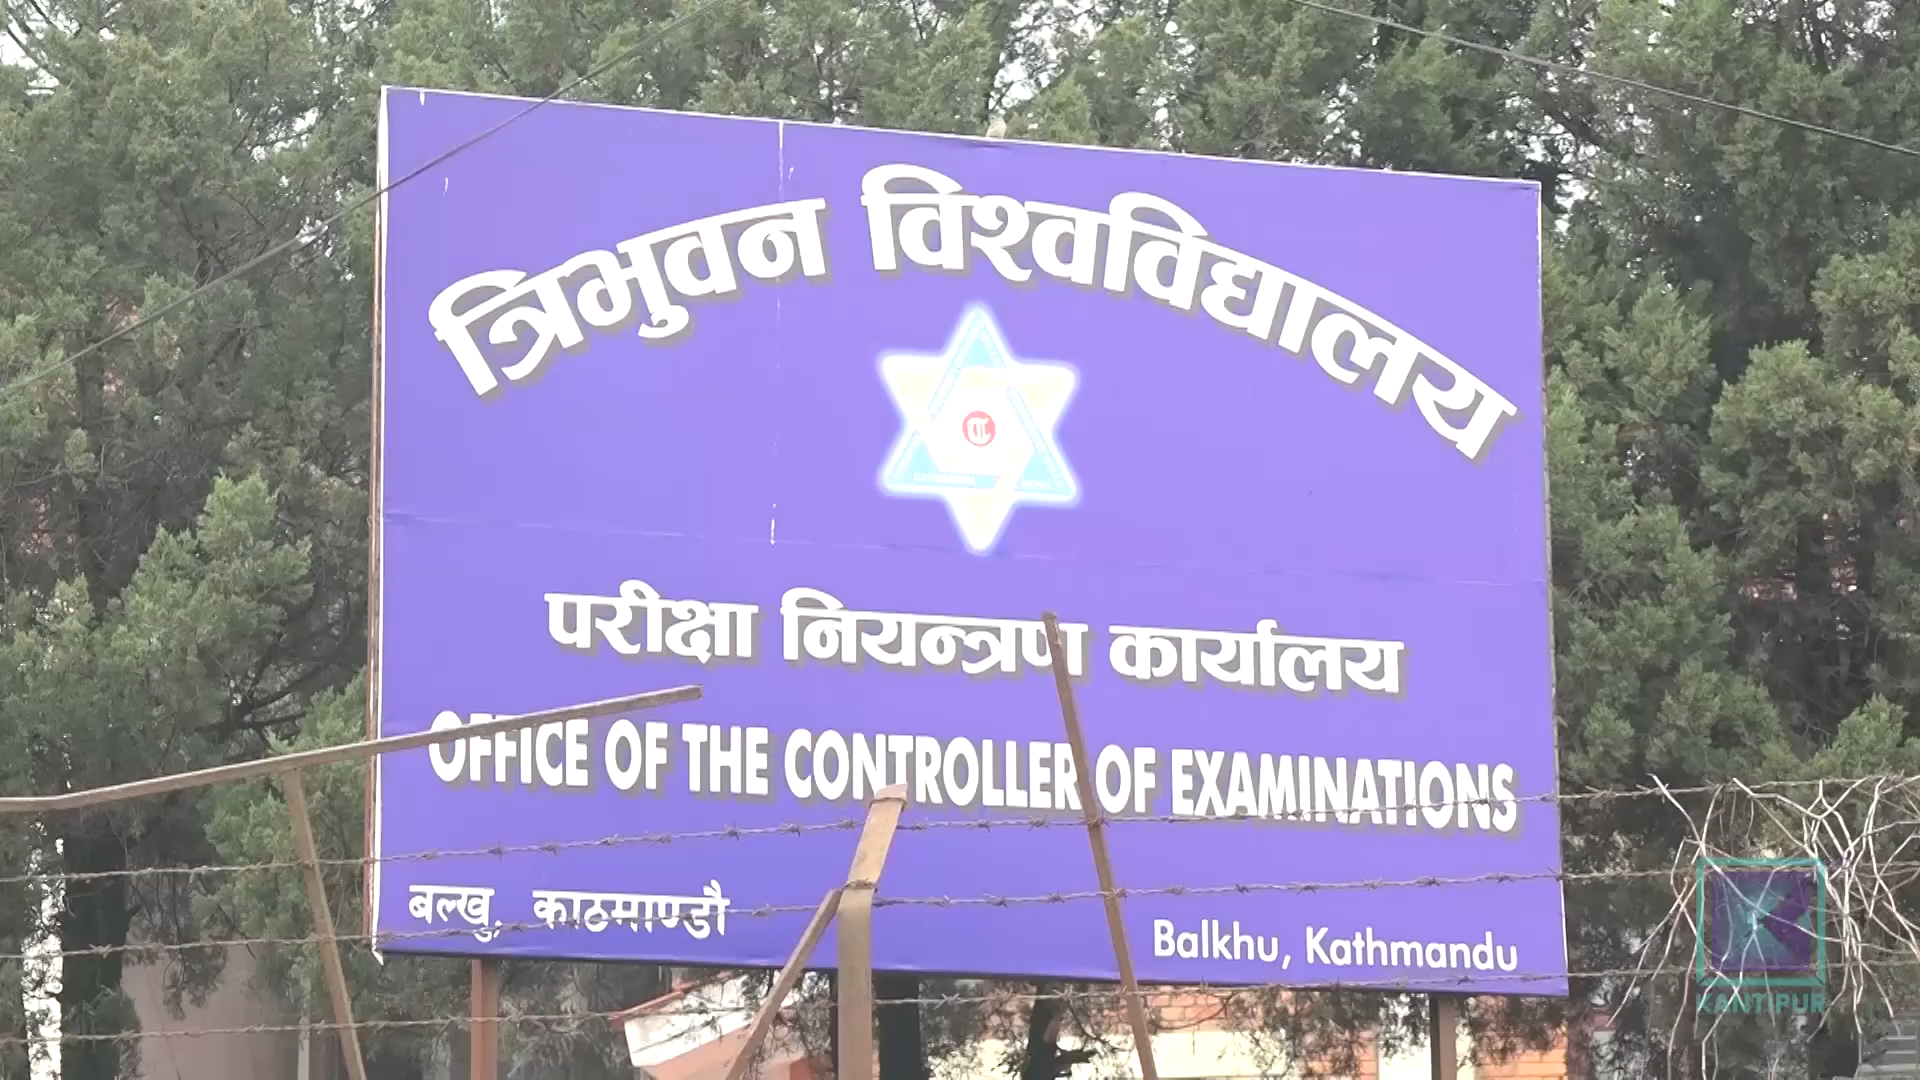 त्रिभुवन विश्वविद्यालय
परीक्षा नियन्त्रण कार्यालय
OFFICE OF THE CONTROLLER OF EXAMINATIONS
बल्खु, काठमाण्डौ
Balkhu, Kathmandu
KANTIPUR